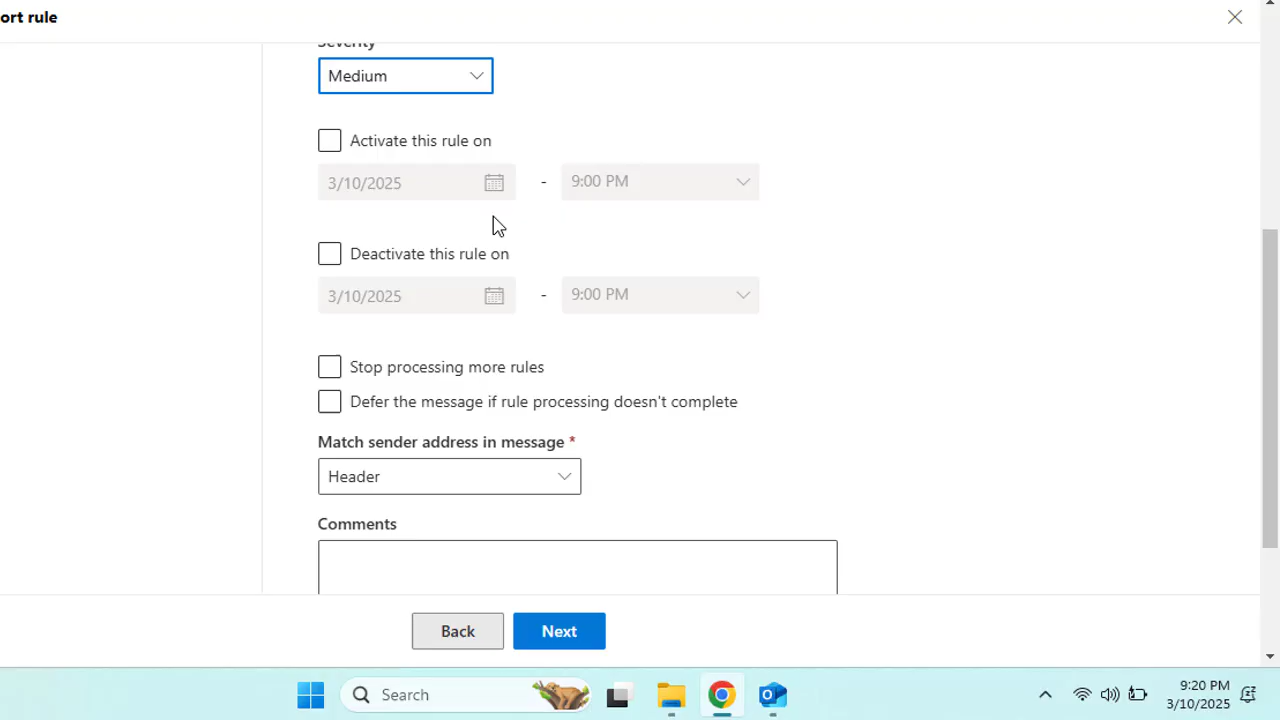 ort rule
Severity
Medium
Activate this rule on
3/10/2025 - 9:00 PM
Deactivate this rule on
3/10/2025 - 9:00 PM
Stop processing more rules
Defer the message if rule processing doesn't complete
Match sender address in message *
Header
Comments
Back Next
Search
9:20 PM
3/10/2025